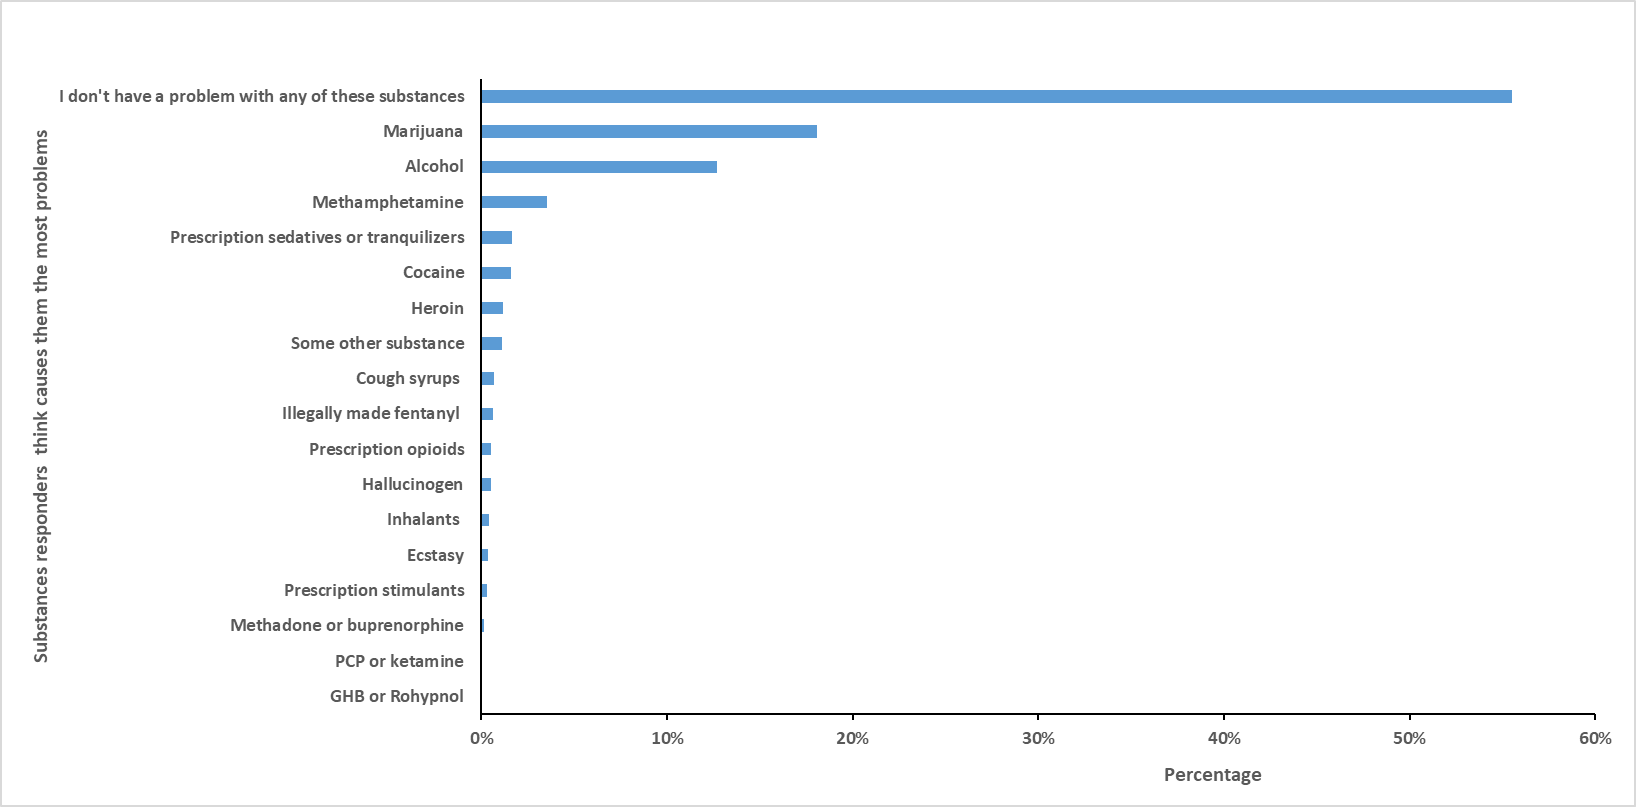 Substances responders think causes them the most problems
I don't have a problem with any of these substances
Marijuana
Alcohol
Methamphetamine
Prescription sedatives or tranquilizers
Cocaine
Heroin
Some other substance
Cough syrups
Illegally made fentanyl
Prescription opioids
Hallucinogen
Inhalants
Ecstasy
Prescription stimulants
Methadone or buprenorphine
PCP or ketamine
GHB or Rohypnol
0% 10% 20% 30% 40% 50% 60%
Percentage